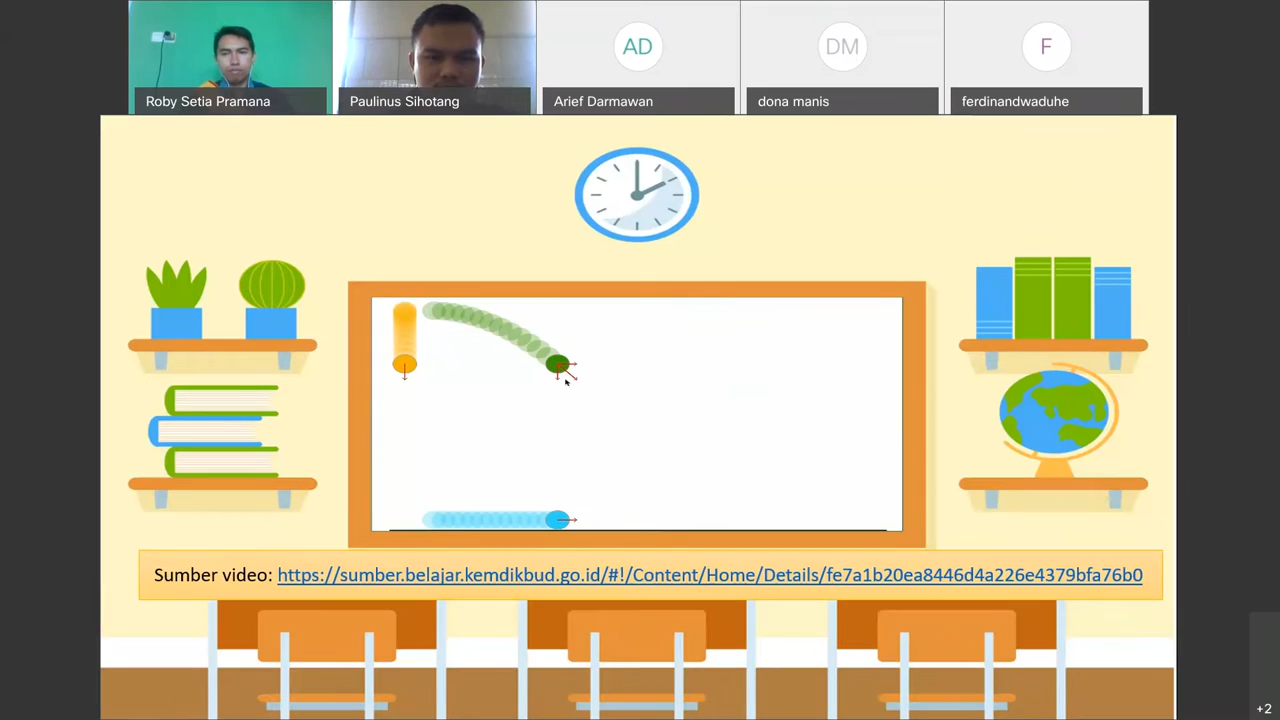 AD
DM
F
Roby Setia Pramana
Paulinus Sihotang
Arief Darmawan
dona manis
ferdinandwaduhe
Sumber video: https://sumber.belajar.kemdikbud.go.id/#!/Content/Home/Details/fe7a1b20ea8446d4a226e4379bfa76b0
+2